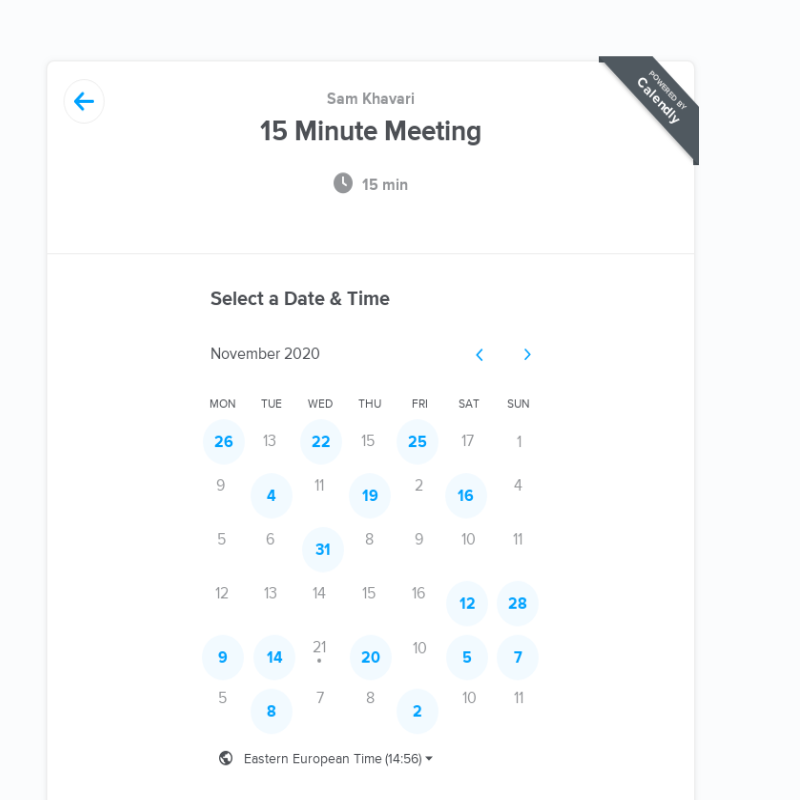 POWERED BY
Calendly
Sam Khavari
15 Minute Meeting
15 min
Select a Date & Time
November 2020
MON TUE WED THU FRI SAT SUN
26 13 22 15 25 17 1
9 4 11 19 2 16 4
5 6 31 8 9 10 11
12 13 14 15 16 12 28
9 14 21 20 10 5 7
5 8 7 8 2 10 11
Eastern European Time (14:56)